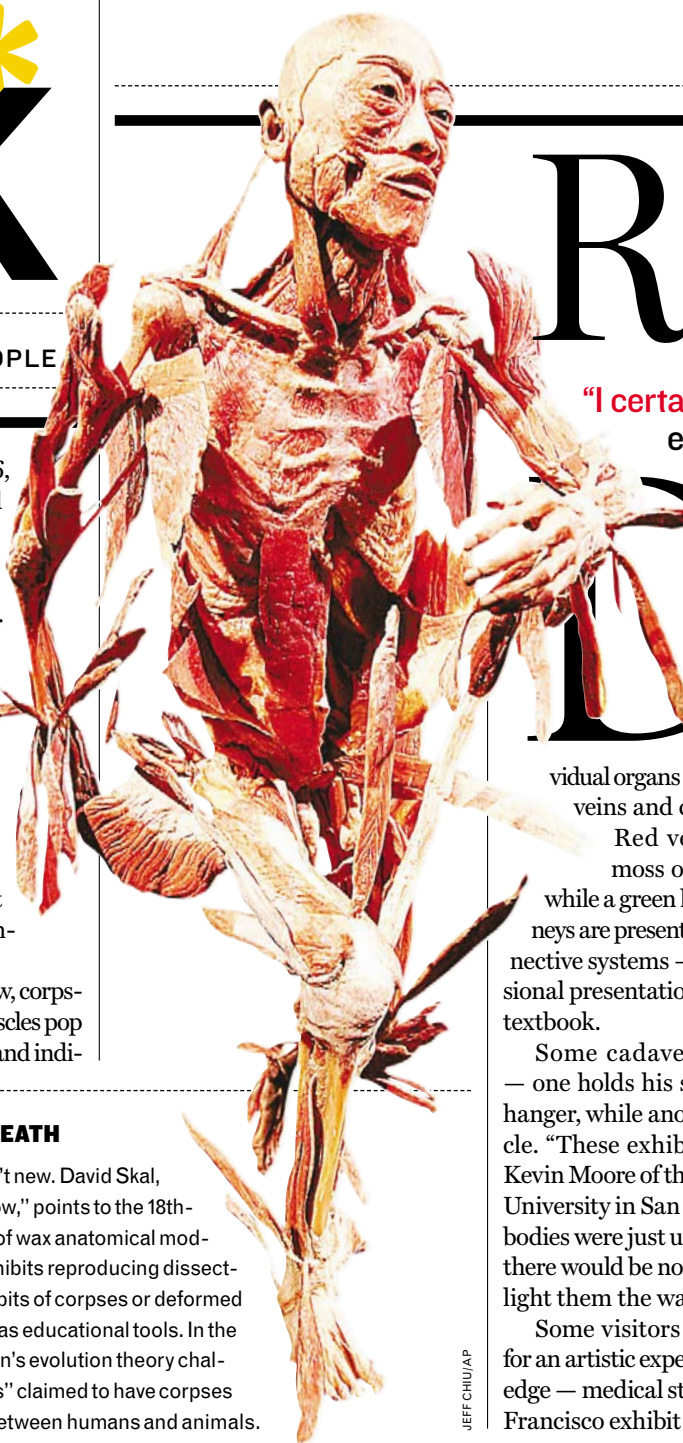 OPLE
vidual organs
veins and
Red
moss
while a green
neys are present
nective systems –
sional presentatio
textbook.
Some cadave
— one holds his
hanger, while ano
cle. “These exhib
Kevin Moore of th
University in San
bodies were just u
there would be no
light them the wa
Some visitors
for an artistic expe
edge — medical st
Francisco exhibit
“I certa
R
D
w, corps-
scles pop
and indi-
EATH
't new. David Skal,
ow,'' points to the 18th-
of wax anatomical mod-
hibits reproducing dissect-
bits of corpses or deformed
as educational tools. In the
n's evolution theory chal-
s'' claimed to have corpses
etween humans and animals.
JEFF CHIU/AP